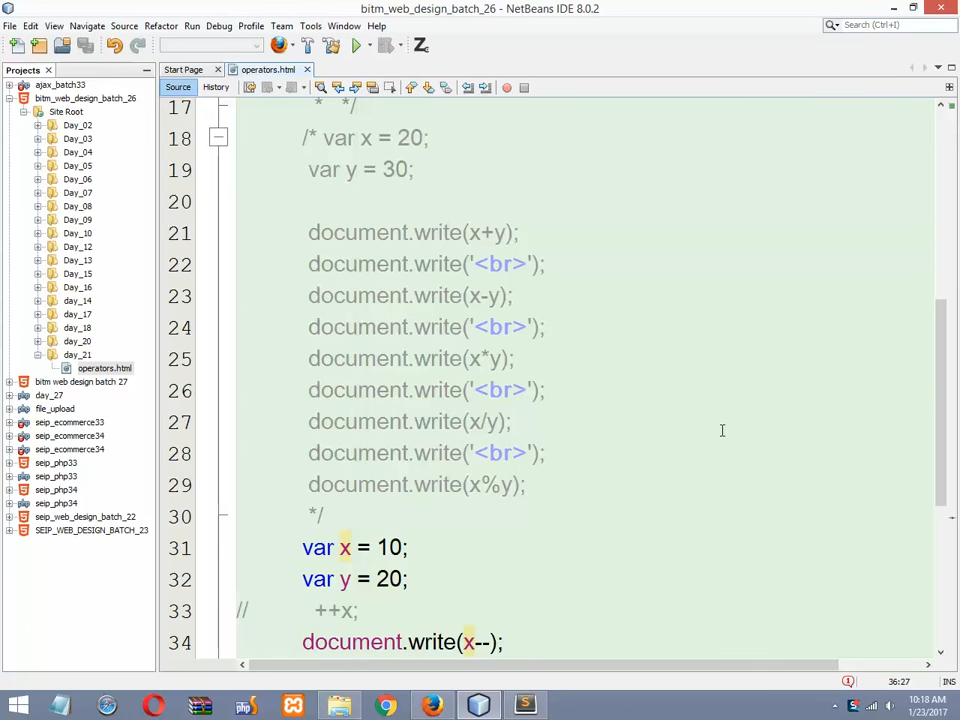 bitm_web_design_batch_26 - NetBeans IDE 8.0.2
File Edit View Navigate Source Refactor Run Debug Profile Team Tools Window Help
Search (Ctrl+I)
Projects
Start Page
operators.html
Source History
ajax_batch33
bitm_web_design_batch_26
Site Root
Day_02
Day_03
Day_04
Day_05
Day_06
Day_07
Day_08
Day_09
Day_10
Day_12
Day_13
Day_15
Day_16
day_14
day_17
day_18
day_20
day_21
operators.html
bitm web design batch 27
day_27
file_upload
seip_ecommerce33
seip_ecommerce34
seip_ecommerce34
seip_php33
seip_php33
seip_php34
seip_php34
seip_web_design_batch_22
SEIP_WEB_DESIGN_BATCH_23
17 * */
18 /* var x = 20;
19 var y = 30;
20
21 document.write(x+y);
22 document.write('<br>');
23 document.write(x-y);
24 document.write('<br>');
25 document.write(x*y);
26 document.write('<br>');
27 document.write(x/y);
28 document.write('<br>');
29 document.write(x%y);
30 */
31 var x = 10;
32 var y = 20;
33 // ++x;
34 document.write(x--);
36:27 INS
php
10:18 AM
1/23/2017